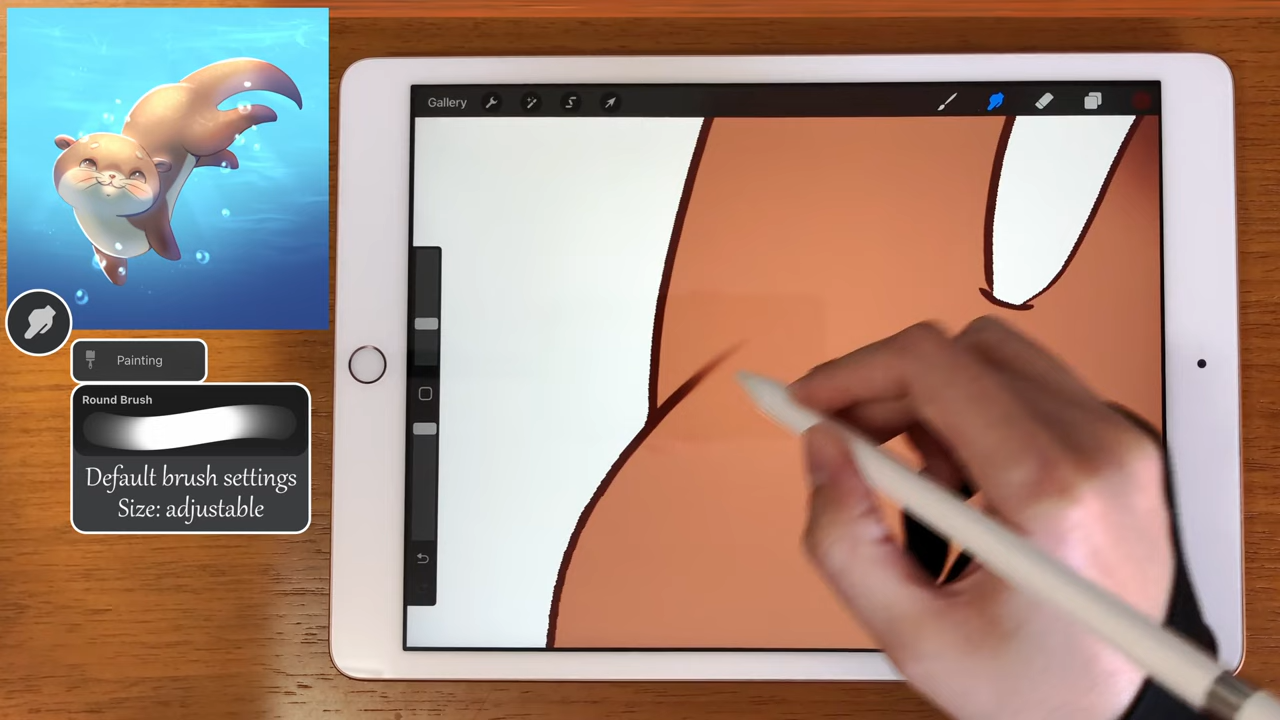 Gallery
Painting
Round Brush
Default brush settings
Size: adjustable